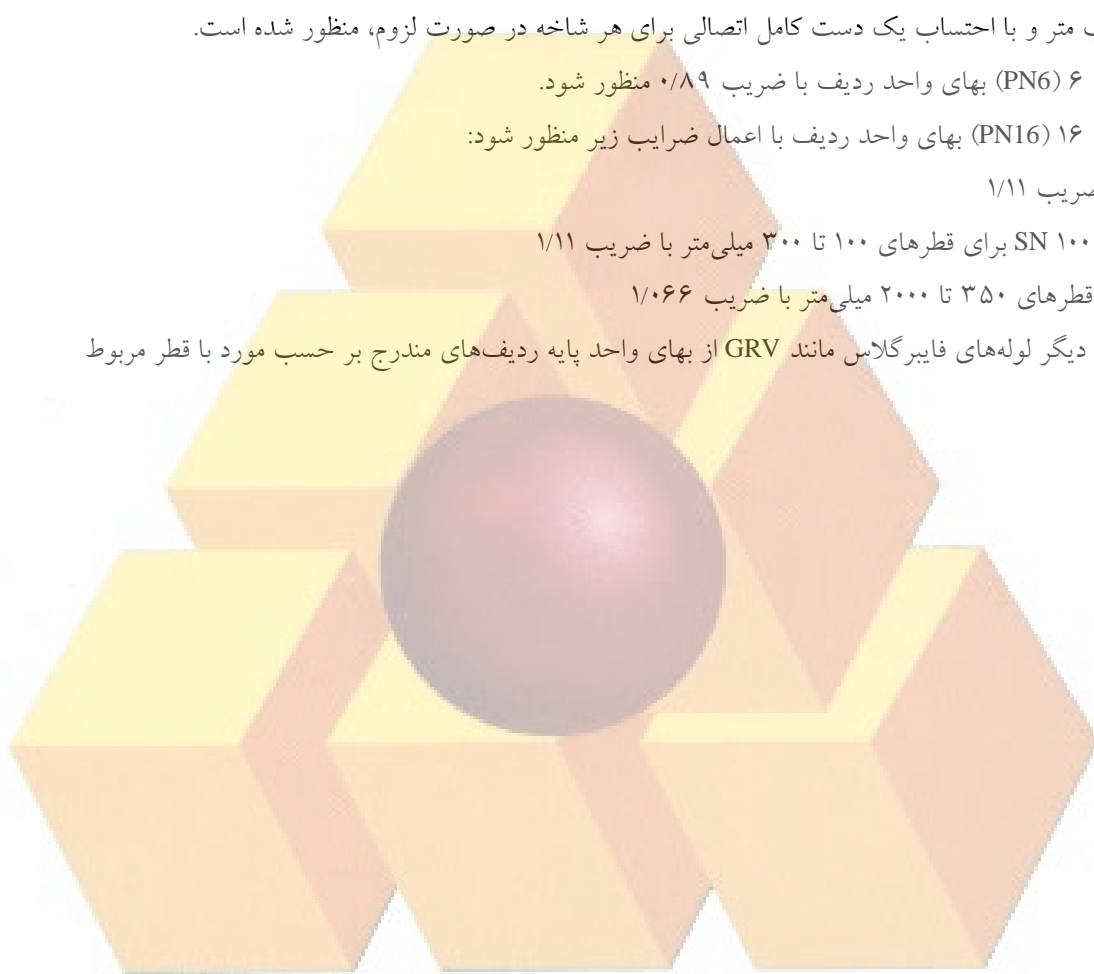 متر و با احتساب یک دست کامل اتصالی برای هر شاخه در صورت لزوم، منظور شده است.
۶ (PN6) بهای واحد ردیف با ضریب ۰/۸۹ منظور شود.
۱۶ (PN16) بهای واحد ردیف با اعمال ضرایب زیر منظور شود:
ضریب ۱/۱۱
۱۰۰ SN برای قطرهای ۱۰۰ تا ۳۰۰ میلی‌متر با ضریب ۱/۱۱
قطرهای ۳۵۰ تا ۲۰۰۰ میلی‌متر با ضریب ۱/۰۶۶
دیگر لوله‌های فایبرگلاس مانند GRV از بهای واحد پایه ردیف‌های مندرج بر حسب مورد با قطر مربوط